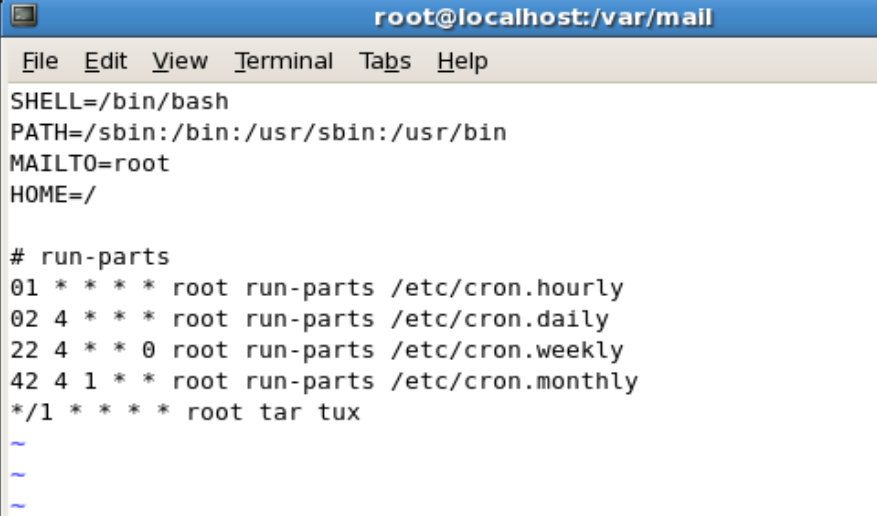 root@localhost:/var/mail
File Edit View Terminal Tabs Help
SHELL=/bin/bash
PATH=/sbin:/bin:/usr/sbin:/usr/bin
MAILTO=root
HOME=/
# run-parts
01 * * * * root run-parts /etc/cron.hourly
02 4 * * * root run-parts /etc/cron.daily
22 4 * * 0 root run-parts /etc/cron.weekly
42 4 1 * * root run-parts /etc/cron.monthly
*/1 * * * * root tar tux
~
~
~